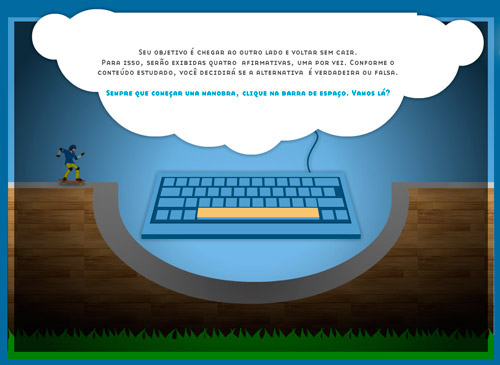 Seu objetivo é chegar ao outro lado e voltar sem cair.
Para isso, serão exibidas quatro afirmativas, uma por vez. Conforme o
conteúdo estudado, você decidirá se a alternativa é verdadeira ou falsa.
Sempre que começar uma manobra, clique na barra de espaço. Vamos lá?